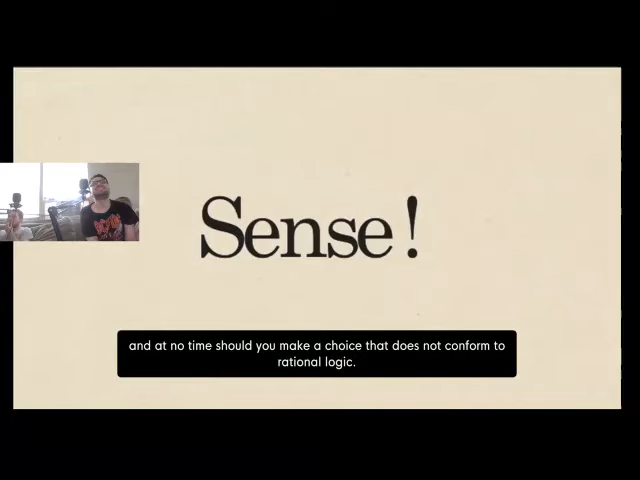 Sense!
and at no time should you make a choice that does not conform to
rational logic.